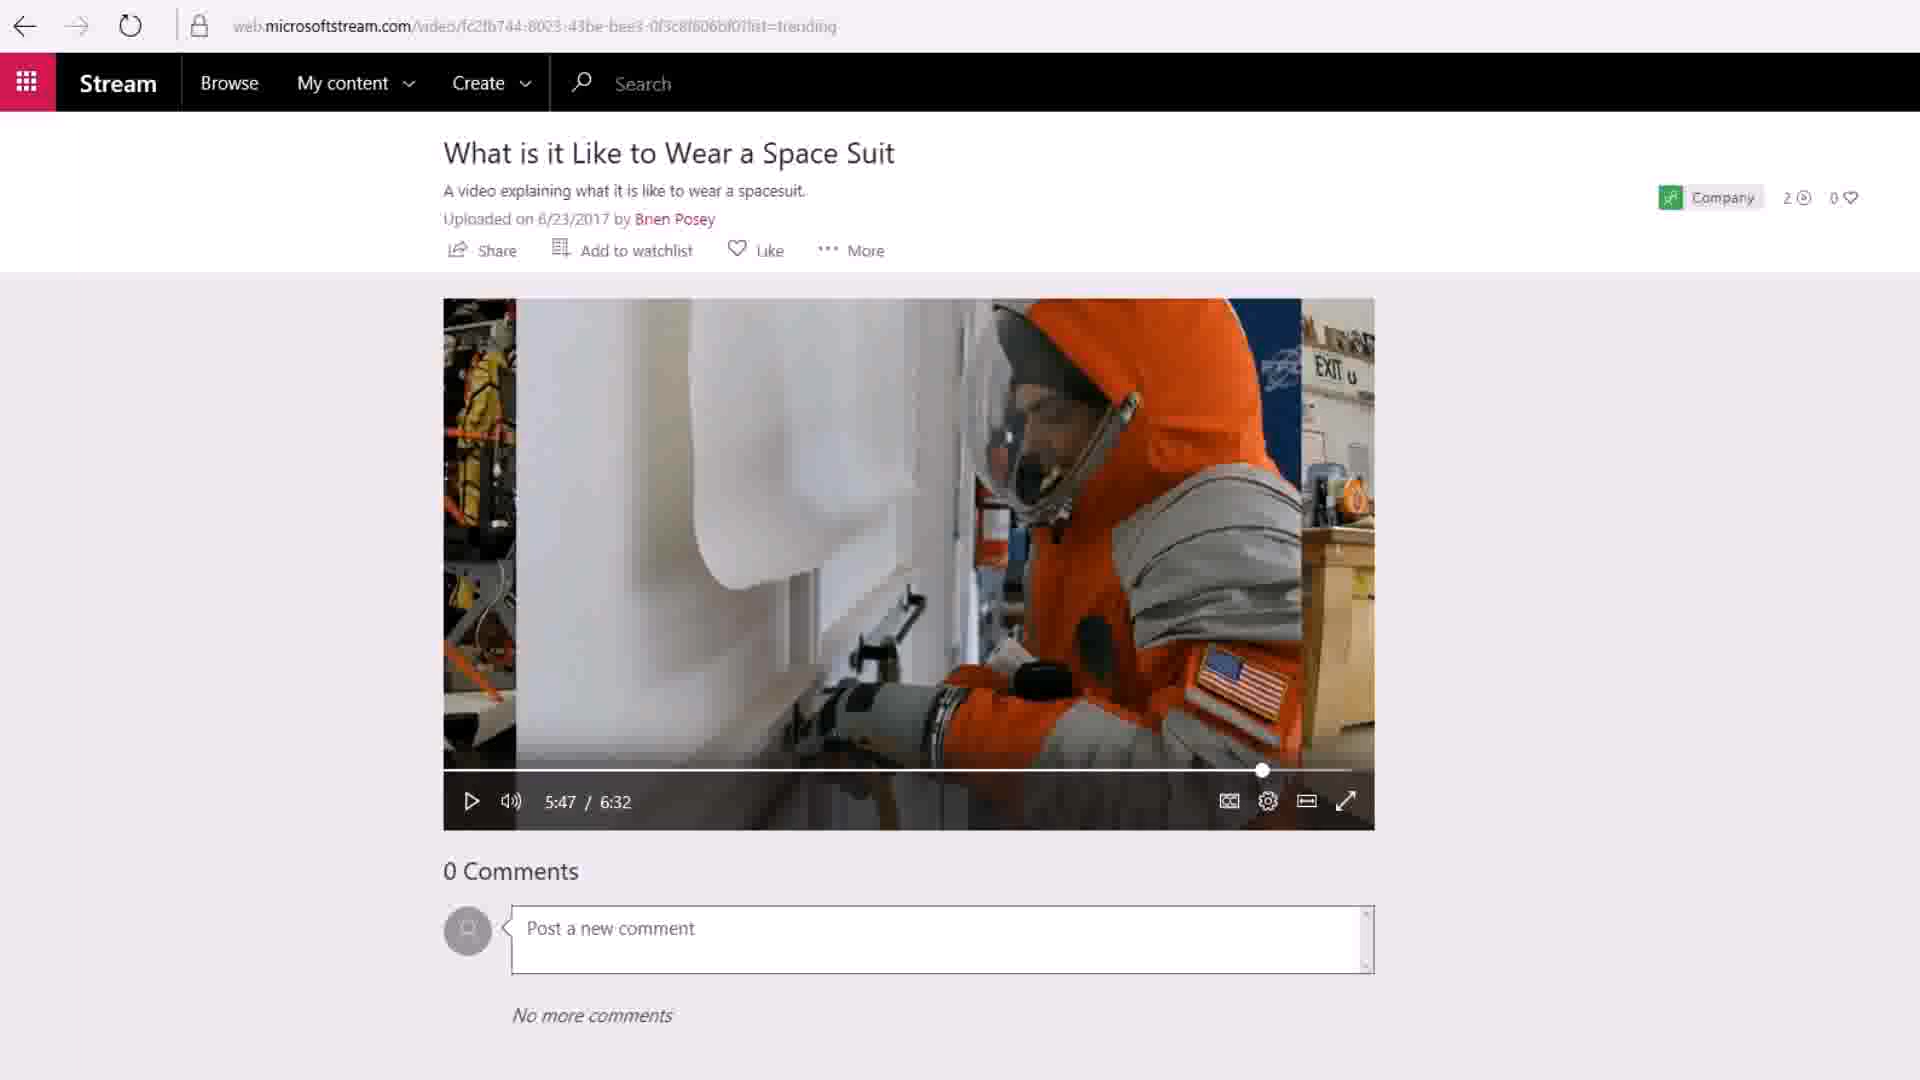 web.microsoftstream.com/video/
Stream
Browse
My content
Create
Search
What is it Like to Wear a Space Suit
A video explaining what it is like to wear a spacesuit.
Uploaded on 6/23/2017 by Brien Posey
Company
2
0
Share
Add to watchlist
Like
More
EXIT
5:47 / 6:32
CC
0 Comments
Post a new comment
No more comments